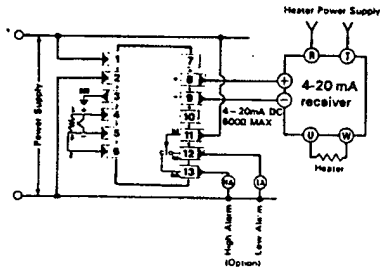 Heater Power Supply
R
T
Power Supply
1
2
3
4
5
6
7
+ 8
- 9
10
11
12
13
+
-
4-20 mA
receiver
4-20mA DC
600Ω MAX
U
W
Heater
HA
LA
High Alarm
(Option)
Low Alarm